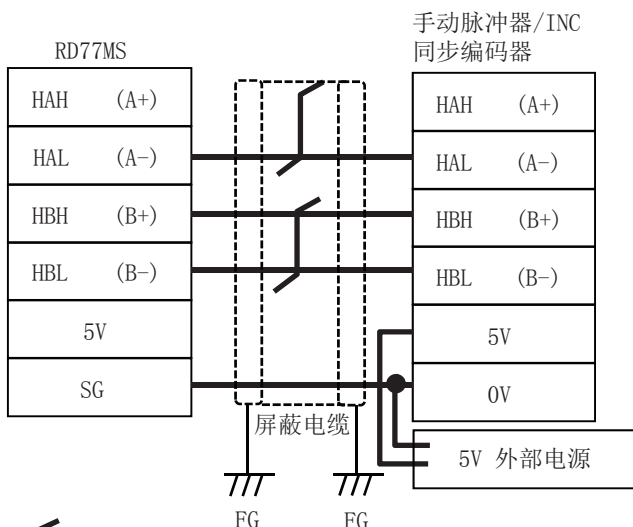 手动脉冲器/INC
同步编码器
RD77MS
HAH (A+)
HAL (A-)
HBH (B+)
HBL (B-)
5V
SG
HAH (A+)
HAL (A-)
HBH (B+)
HBL (B-)
5V
0V
屏蔽电缆
5V 外部电源
FG
FG